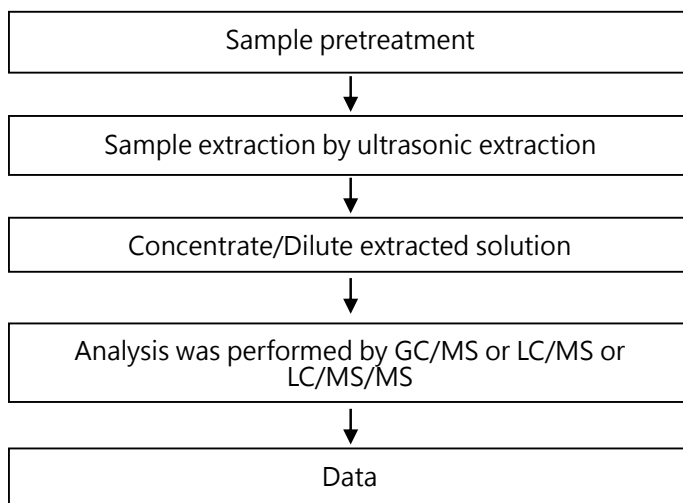 Sample pretreatment
Sample extraction by ultrasonic extraction
Concentrate/Dilute extracted solution
Analysis was performed by GC/MS or LC/MS or
LC/MS/MS
Data